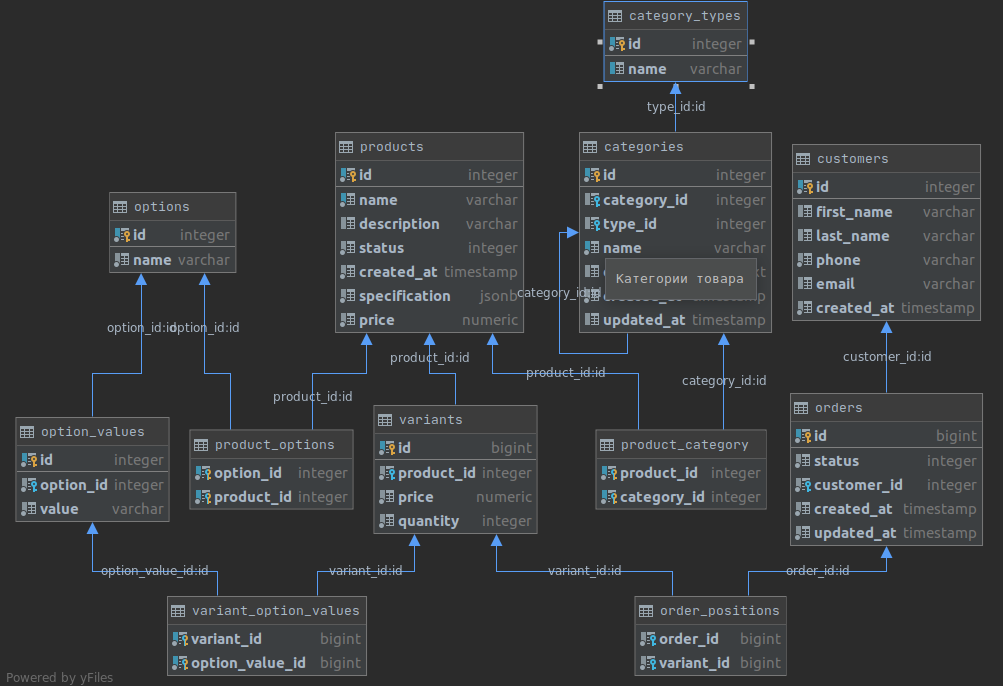 category_types
id integer
name varchar
type_id:id
products
id integer
name varchar
description varchar
status integer
created_at timestamp
specification jsonb
price numeric
categories
id integer
category_id integer
type_id integer
name varchar
Категории товара
updated_at timestamp
category_id:id
customers
id integer
first_name varchar
last_name varchar
phone varchar
email varchar
created_at timestamp
options
id integer
name varchar
option_id:id
option_id:id
product_id:id
product_id:id
product_id:id
category_id:id
customer_id:id
option_values
id integer
option_id integer
value varchar
product_options
option_id integer
product_id integer
variants
id bigint
product_id integer
price numeric
quantity integer
product_category
product_id integer
category_id integer
orders
id bigint
status integer
customer_id integer
created_at timestamp
updated_at timestamp
option_value_id:id
variant_id:id
variant_id:id
order_id:id
variant_option_values
variant_id bigint
option_value_id bigint
order_positions
order_id bigint
variant_id bigint
Powered by yFiles